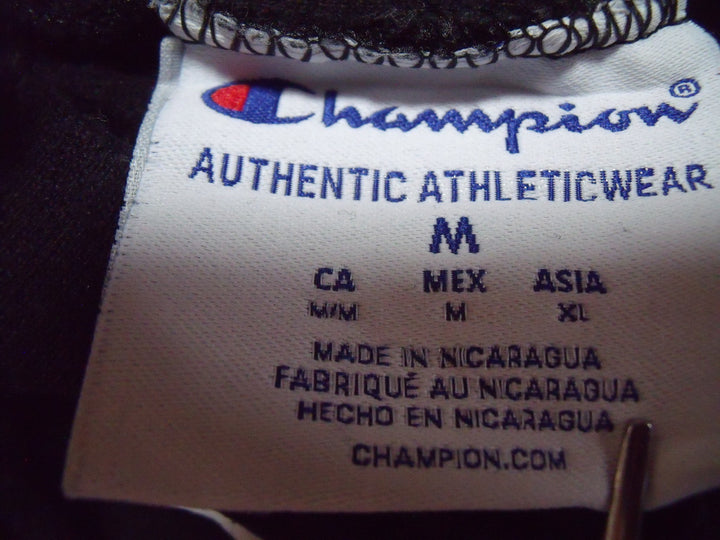 Champion®
AUTHENTIC ATHLETICWEAR
M
CA MEX ASIA
M/M M XL
MADE IN NICARAGUA
FABRIQUÉ AU NICARAGUA
HECHO EN NICARAGUA
CHAMPION.COM